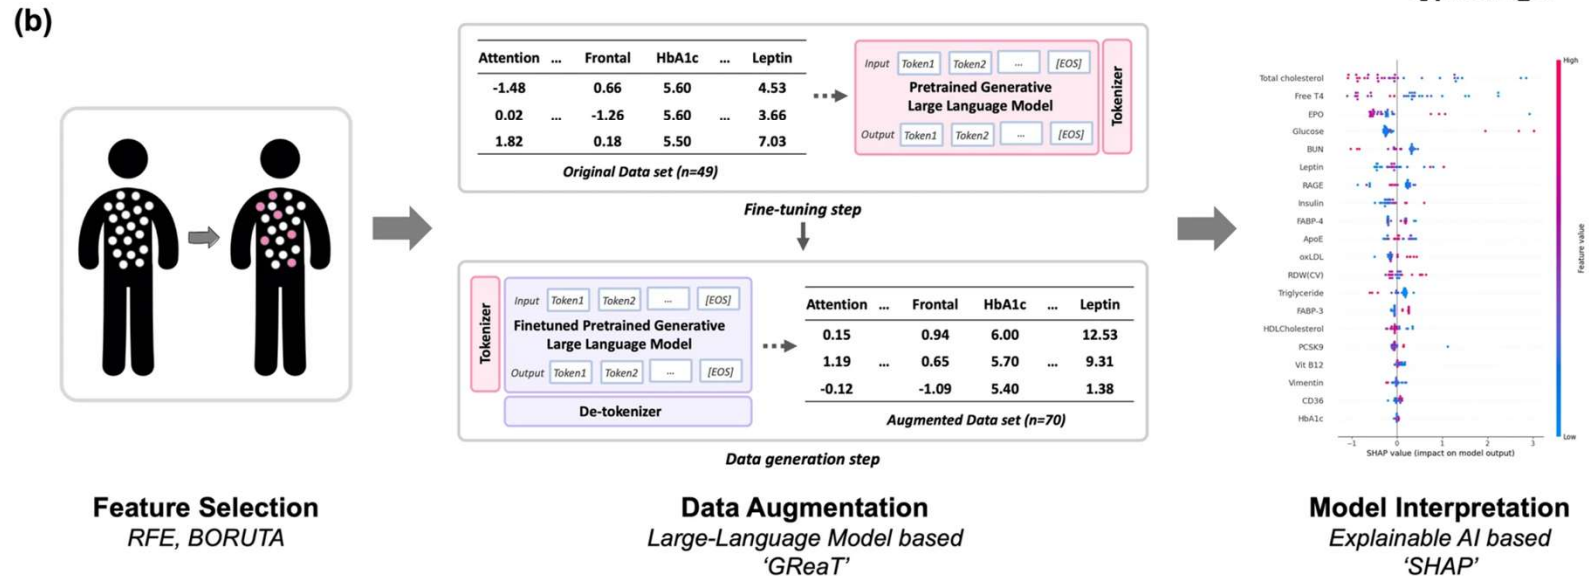 (b)
Attention ... Frontal HbA1c ... Leptin
-1.48 0.66 5.60 4.53
0.02 ... -1.26 5.60 ... 3.66
1.82 0.18 5.50 7.03
Original Data set (n=49)
Input Token1 Token2 ... [EOS]
Pretrained Generative
Large Language Model
Output Token1 Token2 ... [EOS]
Tokenizer
Fine-tuning step
Tokenizer
Input Token1 Token2 ... [EOS]
Finetuned Pretrained Generative
Large Language Model
Output Token1 Token2 ... [EOS]
De-tokenizer
Attention ... Frontal HbA1c ... Leptin
0.15 0.94 6.00 12.53
1.19 ... 0.65 5.70 ... 9.31
-0.12 -1.09 5.40 1.38
Augmented Data set (n=70)
Data generation step
High
Total cholesterol
Free T4
EPO
Glucose
BUN
Leptin
RAGE
Insulin
FABP-4
ApoE
oxLDL
RDW(CV)
Triglyceride
FABP-3
HDLCholesterol
PCSK9
Vit B12
Vimentin
CD36
HbA1c
Low
Feature value
-1 0 1 2 3
SHAP value (impact on model output)
Feature Selection
RFE, BORUTA
Data Augmentation
Large-Language Model based
‘GReaT’
Model Interpretation
Explainable AI based
‘SHAP’